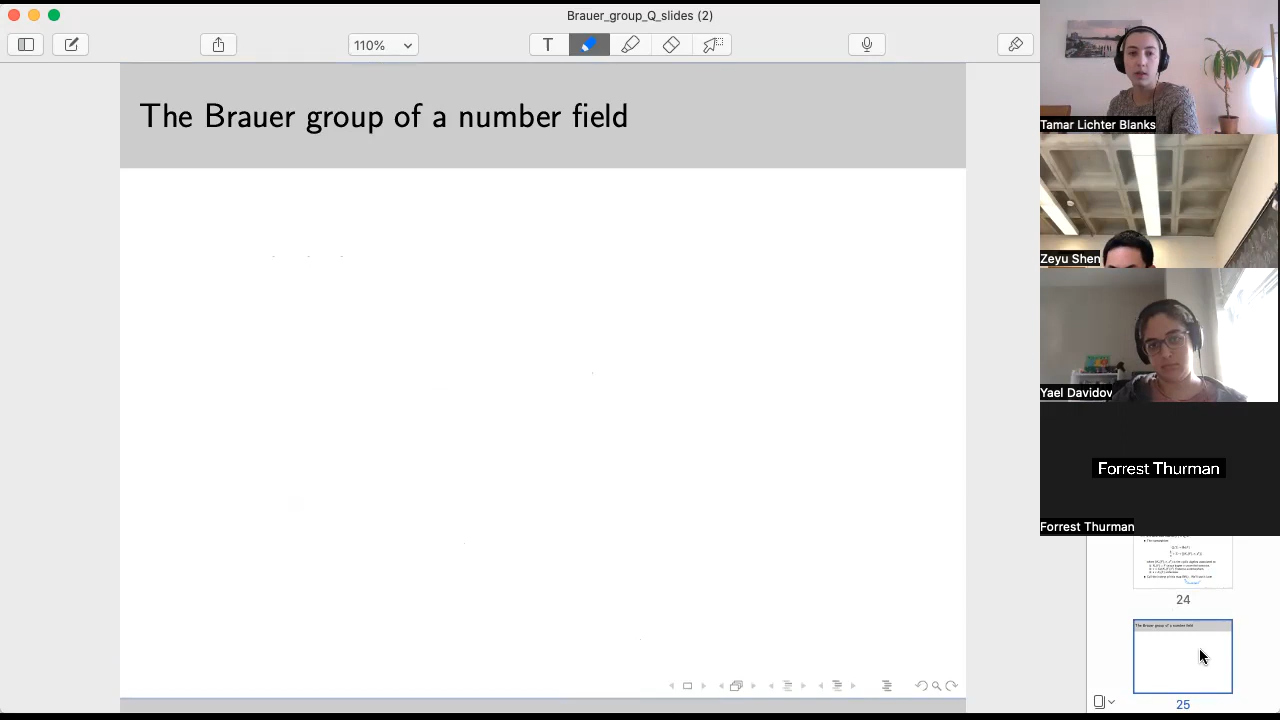 Brauer_group_Q_slides (2)
110%
T
The Brauer group of a number field
Tamar Lichter Blanks
Zeyu Shen
Yael Davidov
Forrest Thurman
Forrest Thurman
24
The Brauer group of a number field
25